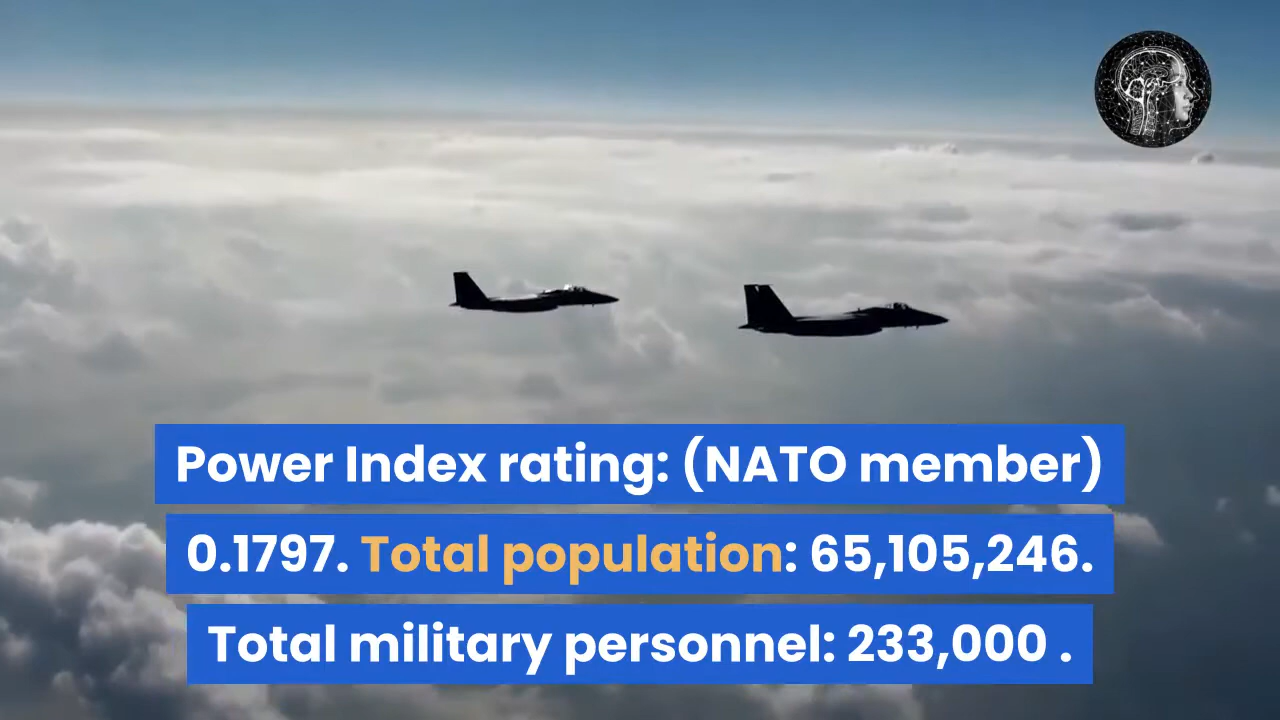 Power Index rating: (NATO member)
0.1797. Total population: 65,105,246.
Total military personnel: 233,000 .